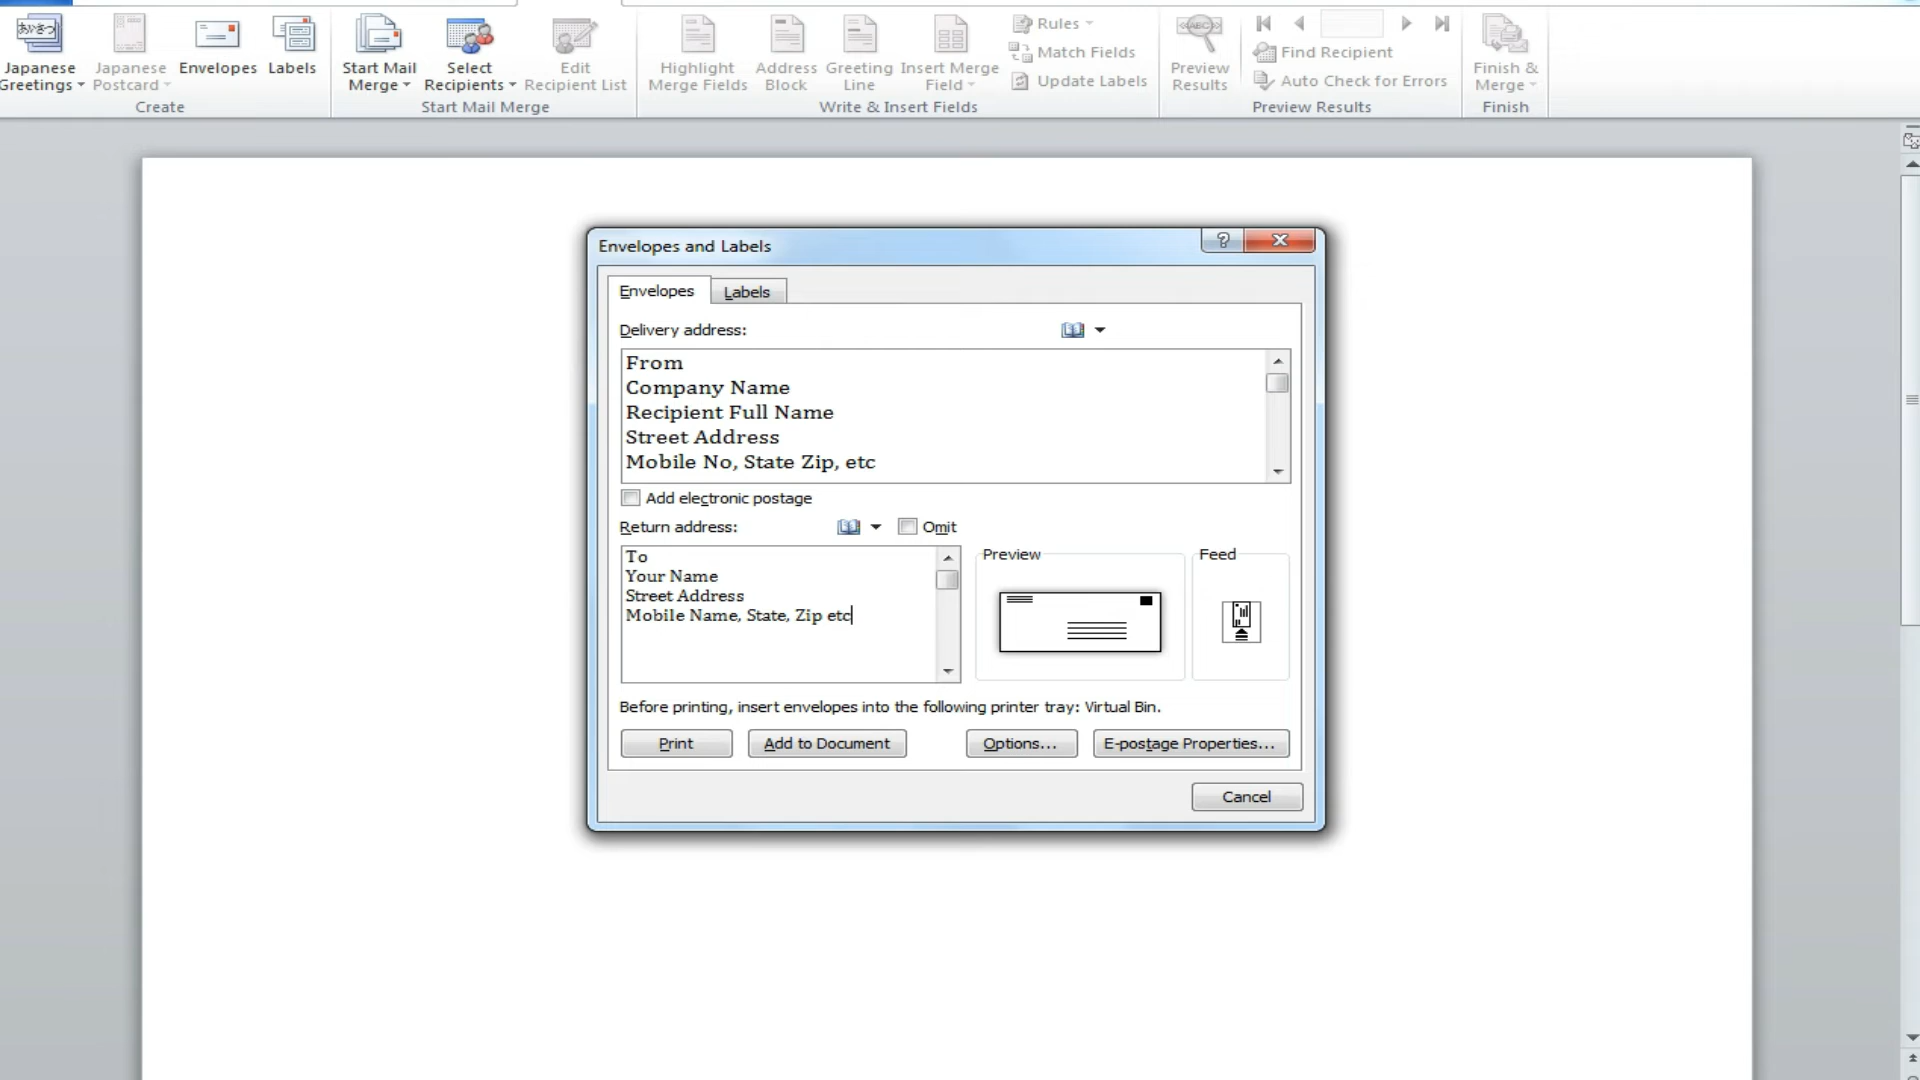 あいさつ
Japanese Greetings
Japanese Postcard
Envelopes
Labels
Create
Start Mail Merge
Select Recipients
Edit Recipient List
Start Mail Merge
Highlight Merge Fields
Address Block
Greeting Line
Insert Merge Field
Rules
Match Fields
Update Labels
Write & Insert Fields
«ABC»
Preview Results
Find Recipient
Auto Check for Errors
Preview Results
Finish & Merge
Finish
Envelopes and Labels
?
Envelopes
Labels
Delivery address:
From
Company Name
Recipient Full Name
Street Address
Mobile No, State Zip, etc
Add electronic postage
Return address:
Omit
To
Your Name
Street Address
Mobile Name, State, Zip etc
Preview
Feed
Before printing, insert envelopes into the following printer tray: Virtual Bin.
Print
Add to Document
Options...
E-postage Properties...
Cancel